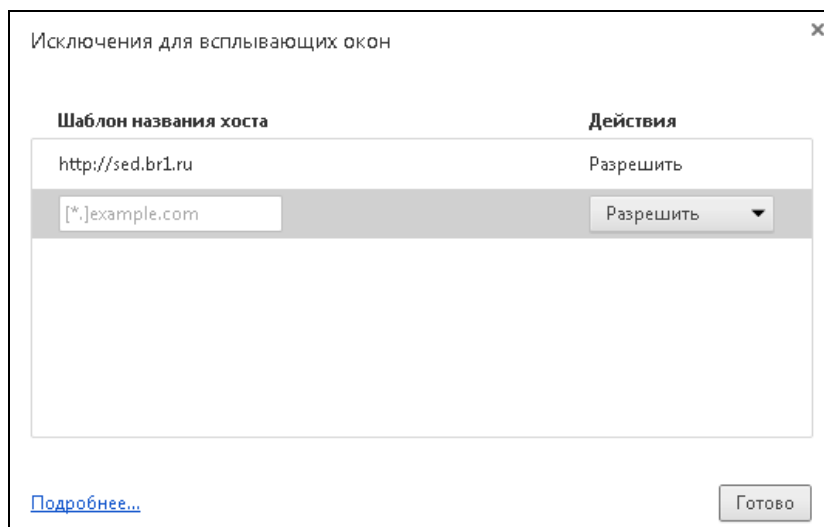 Исключения для всплывающих окон
Шаблон названия хоста Действия
http://sed.br1.ru Разрешить
[*.]example.com Разрешить
Подробнее... Готово